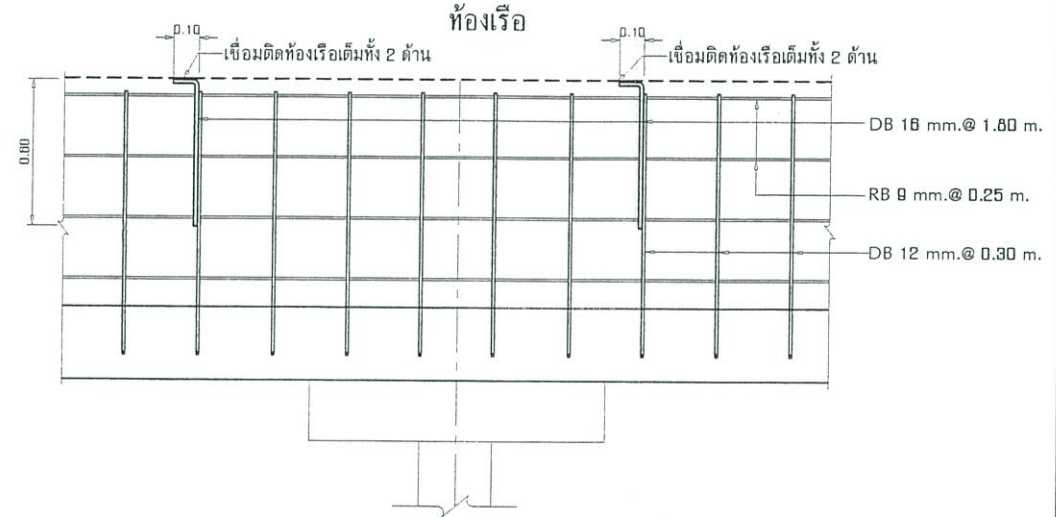 ท้องเรือ
0.10
เชื่อมติดท้องเรือเต็มทั้ง 2 ด้าน
0.10
เชื่อมติดท้องเรือเต็มทั้ง 2 ด้าน
0.60
DB 16 mm.@ 1.80 m.
RB 9 mm.@ 0.25 m.
DB 12 mm.@ 0.30 m.